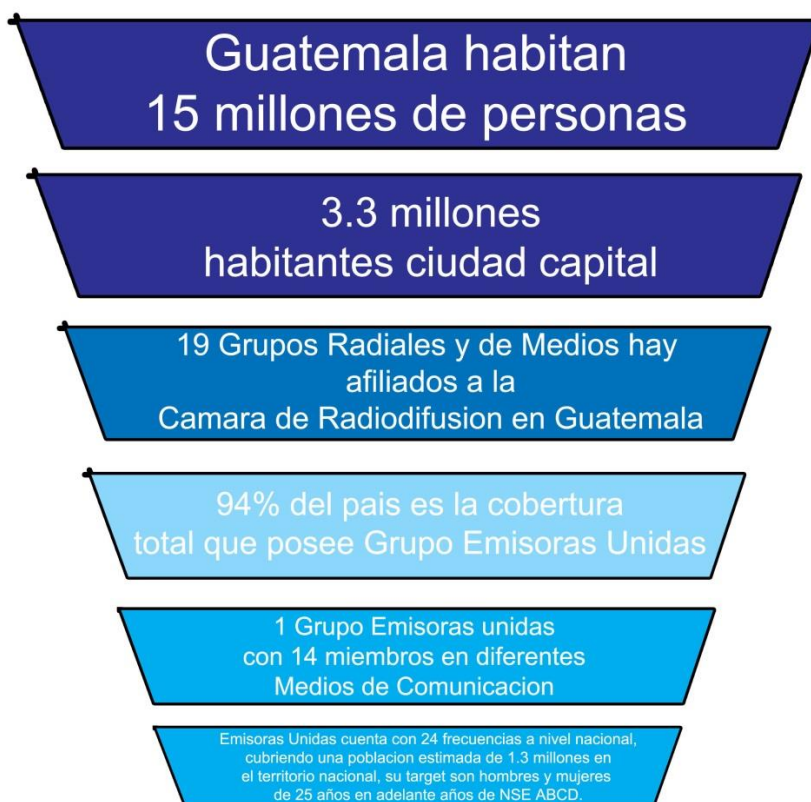 Guatemala habitan
15 millones de personas
3.3 millones
habitantes ciudad capital
19 Grupos Radiales y de Medios hay
afiliados a la
Camara de Radiodifusion en Guatemala
94% del pais es la cobertura
total que posee Grupo Emisoras Unidas
1 Grupo Emisoras unidas
con 14 miembros en diferentes
Medios de Comunicacion
Emisoras Unidas cuenta con 24 frecuencias a nivel nacional,
cubriendo una poblacion estimada de 1.3 millones en
el territorio nacional, su target son hombres y mujeres
de 25 años en adelante años de NSE ABCD.